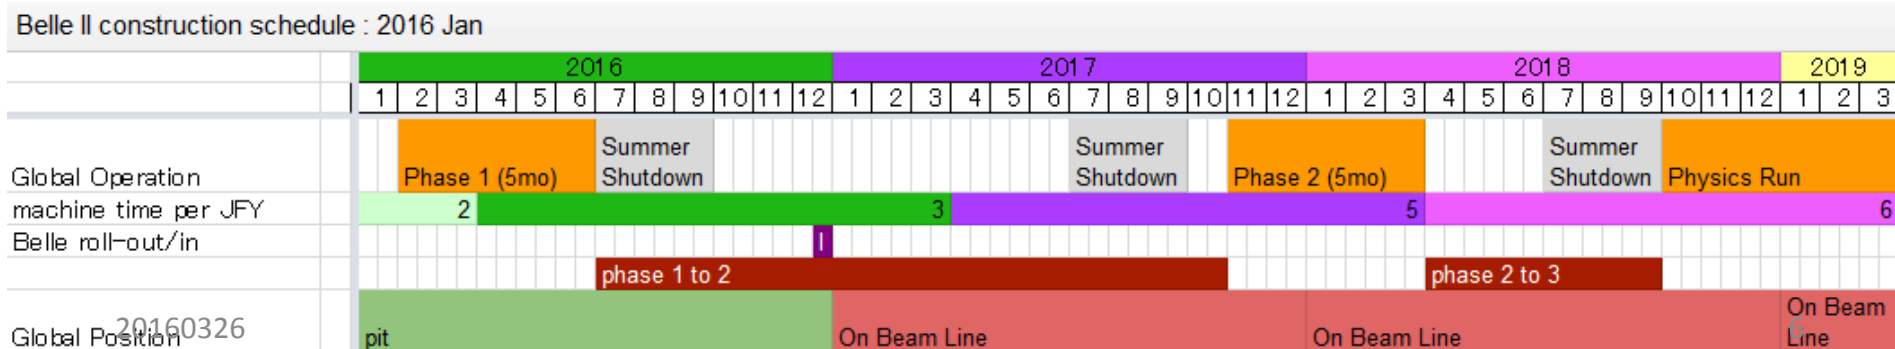 Belle II construction schedule : 2016 Jan
2016 2017 2018 2019
1 2 3 4 5 6 7 8 9 10 11 12 1 2 3 4 5 6 7 8 9 10 11 12 1 2 3 4 5 6 7 8 9 10 11 12 1 2 3
Summer Summer Summer
Global Operation Phase 1 (5mo) Shutdown Shutdown Phase 2 (5mo) Shutdown Physics Run
machine time per JFY 2 3 5 6
Belle roll-out/in I
phase 1 to 2 phase 2 to 3
On Beam
Global Position pit On Beam Line On Beam Line Line
20160326